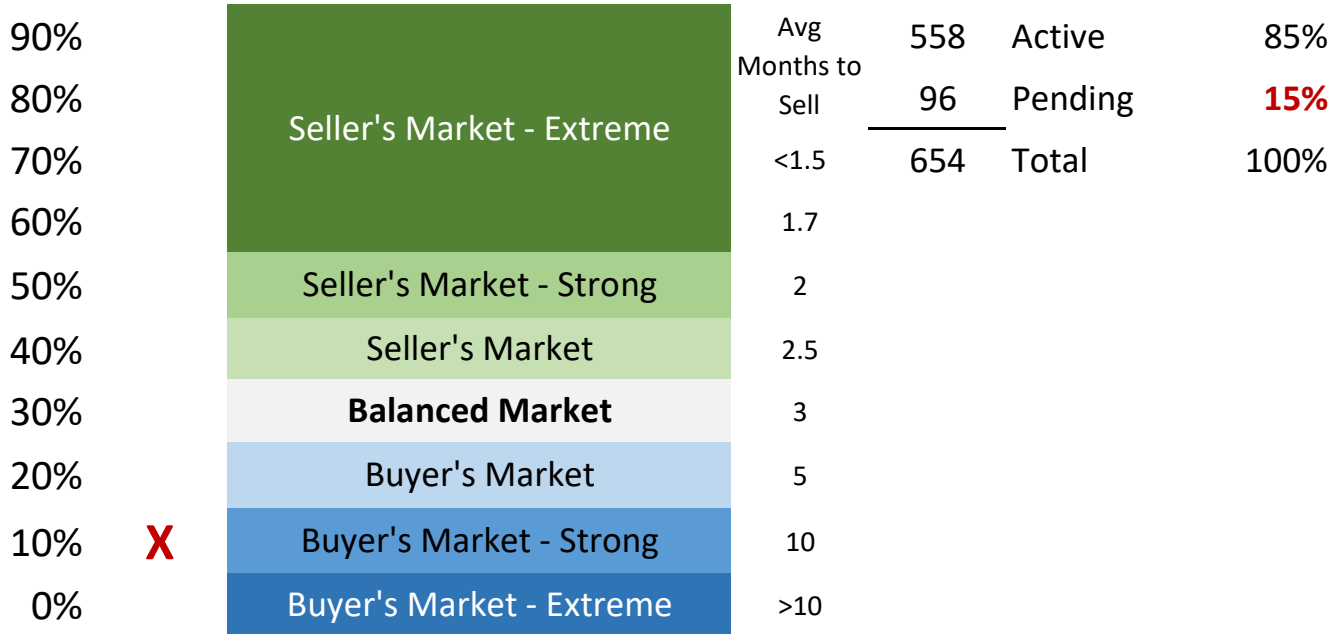 90% Avg 558 Active 85%
Months to
80% Sell 96 Pending 15%
Seller's Market - Extreme
70% <1.5 654 Total 100%
60% 1.7
50% Seller's Market - Strong 2
40% Seller's Market 2.5
30% Balanced Market 3
20% Buyer's Market 5
10% X Buyer's Market - Strong 10
0% Buyer's Market - Extreme >10